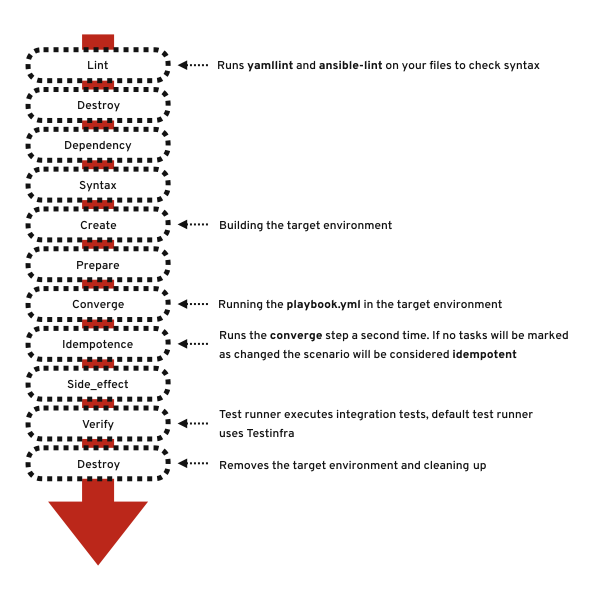 Lint
Runs yamllint and ansible-lint on your files to check syntax
Destroy
Dependency
Syntax
Create
Building the target environment
Prepare
Converge
Running the playbook.yml in the target environment
Idempotence
Runs the converge step a second time. If no tasks will be marked
as changed the scenario will be considered idempotent
Side_effect
Verify
Test runner executes integration tests, default test runner
uses Testinfra
Destroy
Removes the target environment and cleaning up